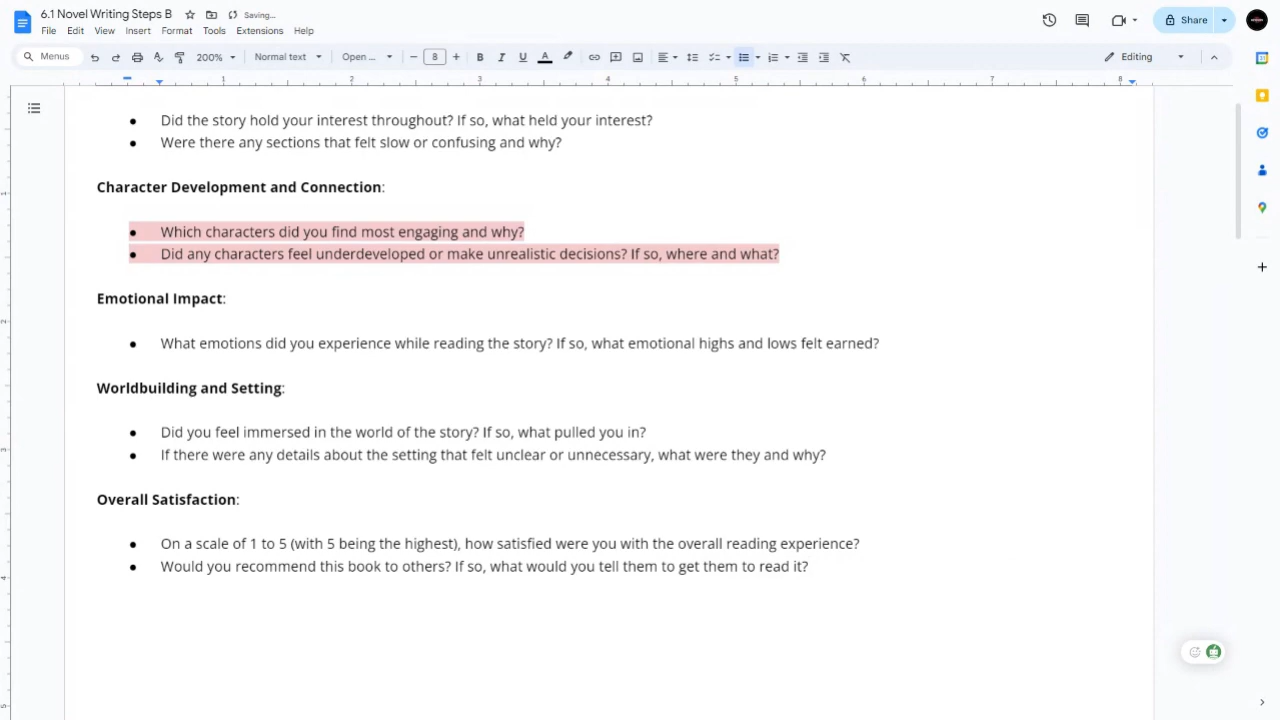 6.1 Novel Writing Steps B
Saving...
File Edit View Insert Format Tools Extensions Help
Share
Menus
200%
Normal text
Open ...
8
B I U A
Editing
1 2 3 4 5 6 7 8
Did the story hold your interest throughout? If so, what held your interest?
Were there any sections that felt slow or confusing and why?
Character Development and Connection:
Which characters did you find most engaging and why?
Did any characters feel underdeveloped or make unrealistic decisions? If so, where and what?
Emotional Impact:
What emotions did you experience while reading the story? If so, what emotional highs and lows felt earned?
Worldbuilding and Setting:
Did you feel immersed in the world of the story? If so, what pulled you in?
If there were any details about the setting that felt unclear or unnecessary, what were they and why?
Overall Satisfaction:
On a scale of 1 to 5 (with 5 being the highest), how satisfied were you with the overall reading experience?
Would you recommend this book to others? If so, what would you tell them to get them to read it?